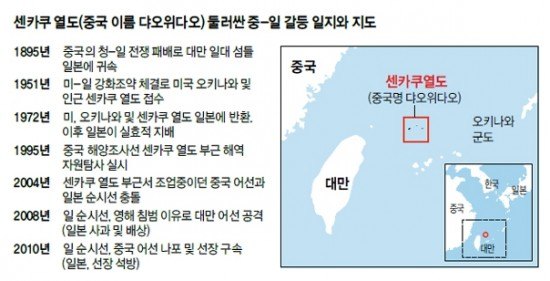 센카쿠 열도(중국 이름 댜오위다오) 둘러싼 중-일 갈등 일지와 지도
1895년 중국의 청-일 전쟁 패배로 대만 일대 섬들
일본에 귀속
1951년 미-일 강화조약 체결로 미국 오키나와 및
인근 센카쿠 열도 접수
1972년 미, 오키나와 및 센카쿠 열도 일본에 반환.
이후 일본이 실효적 지배
1995년 중국 해양조사선 센카쿠 열도 부근 해역
자원탐사 실시
2004년 센카쿠 열도 부근서 조업중이던 중국 어선과
일본 순시선 충돌
2008년 일 순시선, 영해 침범 이유로 대만 어선 공격
(일본 사과 및 배상)
2010년 일 순시선, 중국 어선 나포 및 선장 구속
(일본, 선장 석방)
중국
센카쿠열도
(중국명 댜오위다오)
오키나와
군도
대만
한국
일본
중국
대만